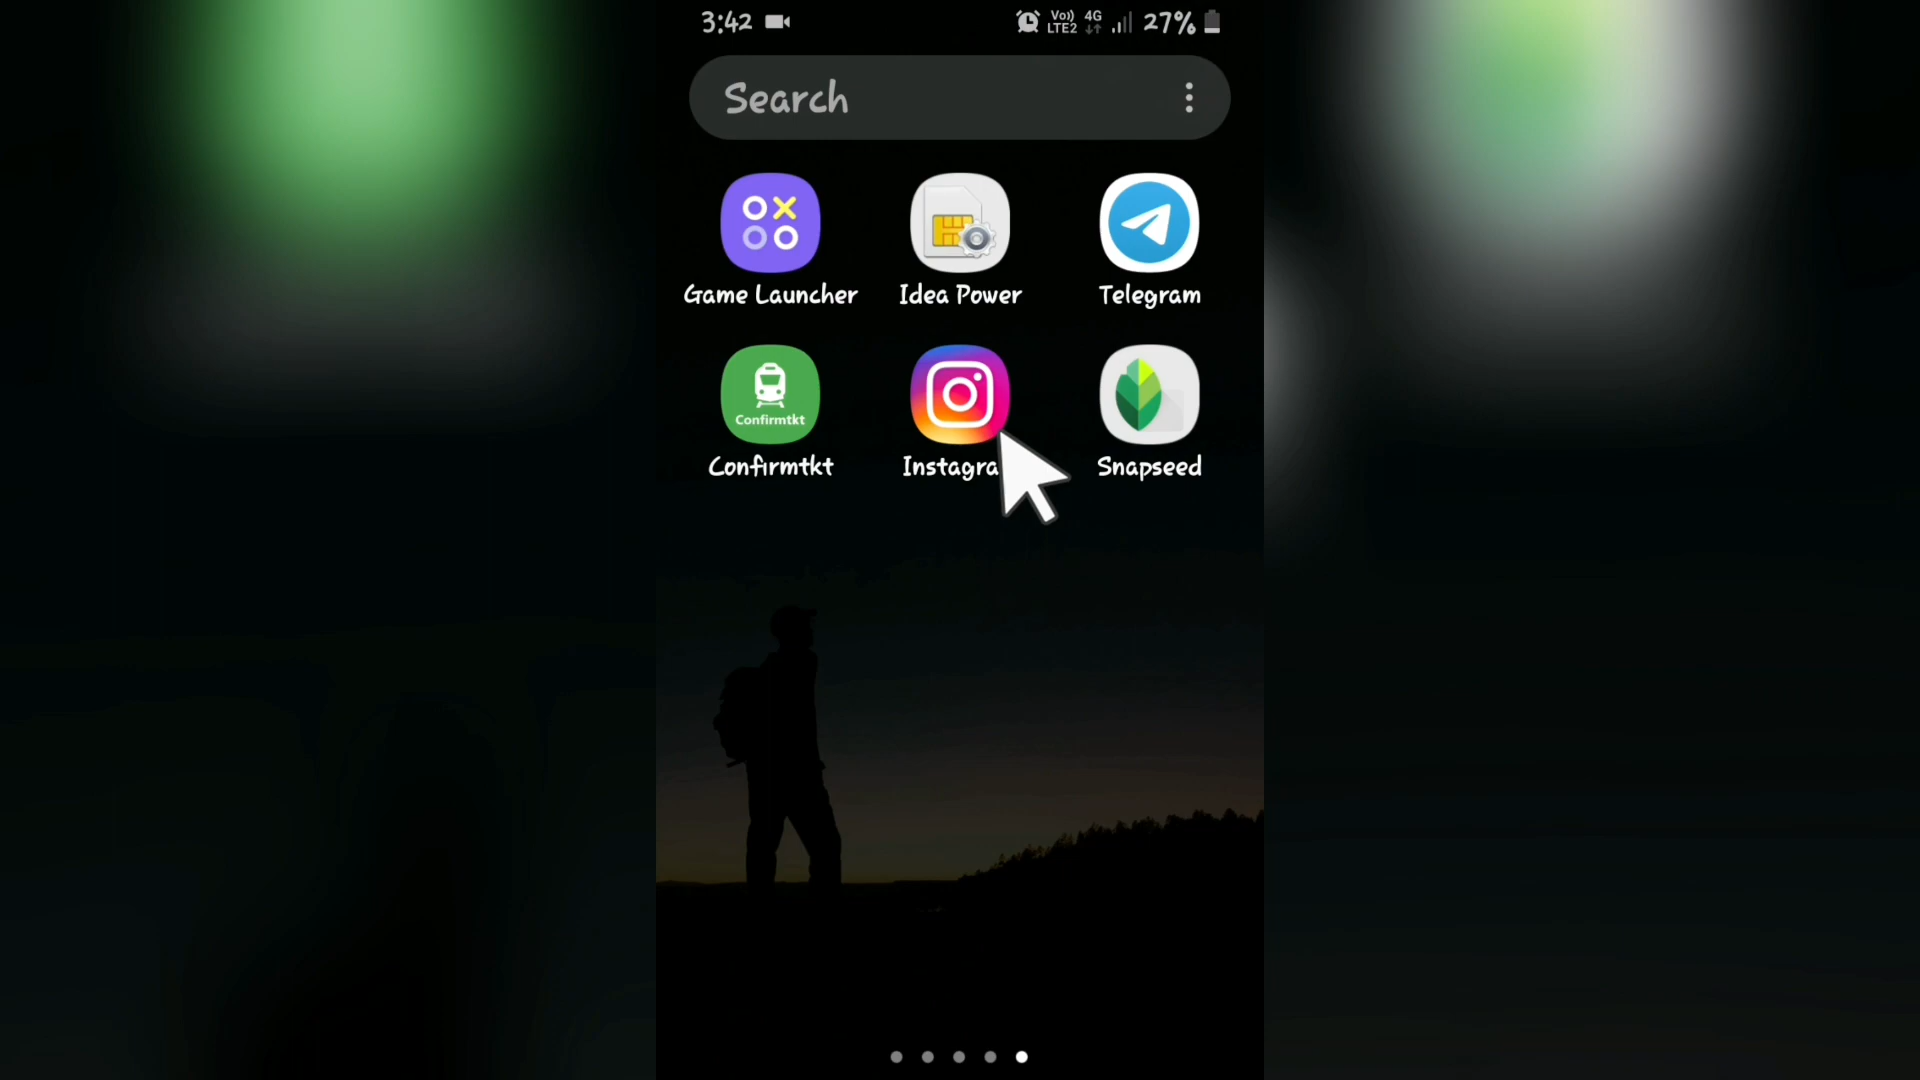 3:42 Vo)) LTE2 4G 27%
Search
Game Launcher Idea Power Telegram
Confirmtkt
Confirmtkt Instagra Snapseed